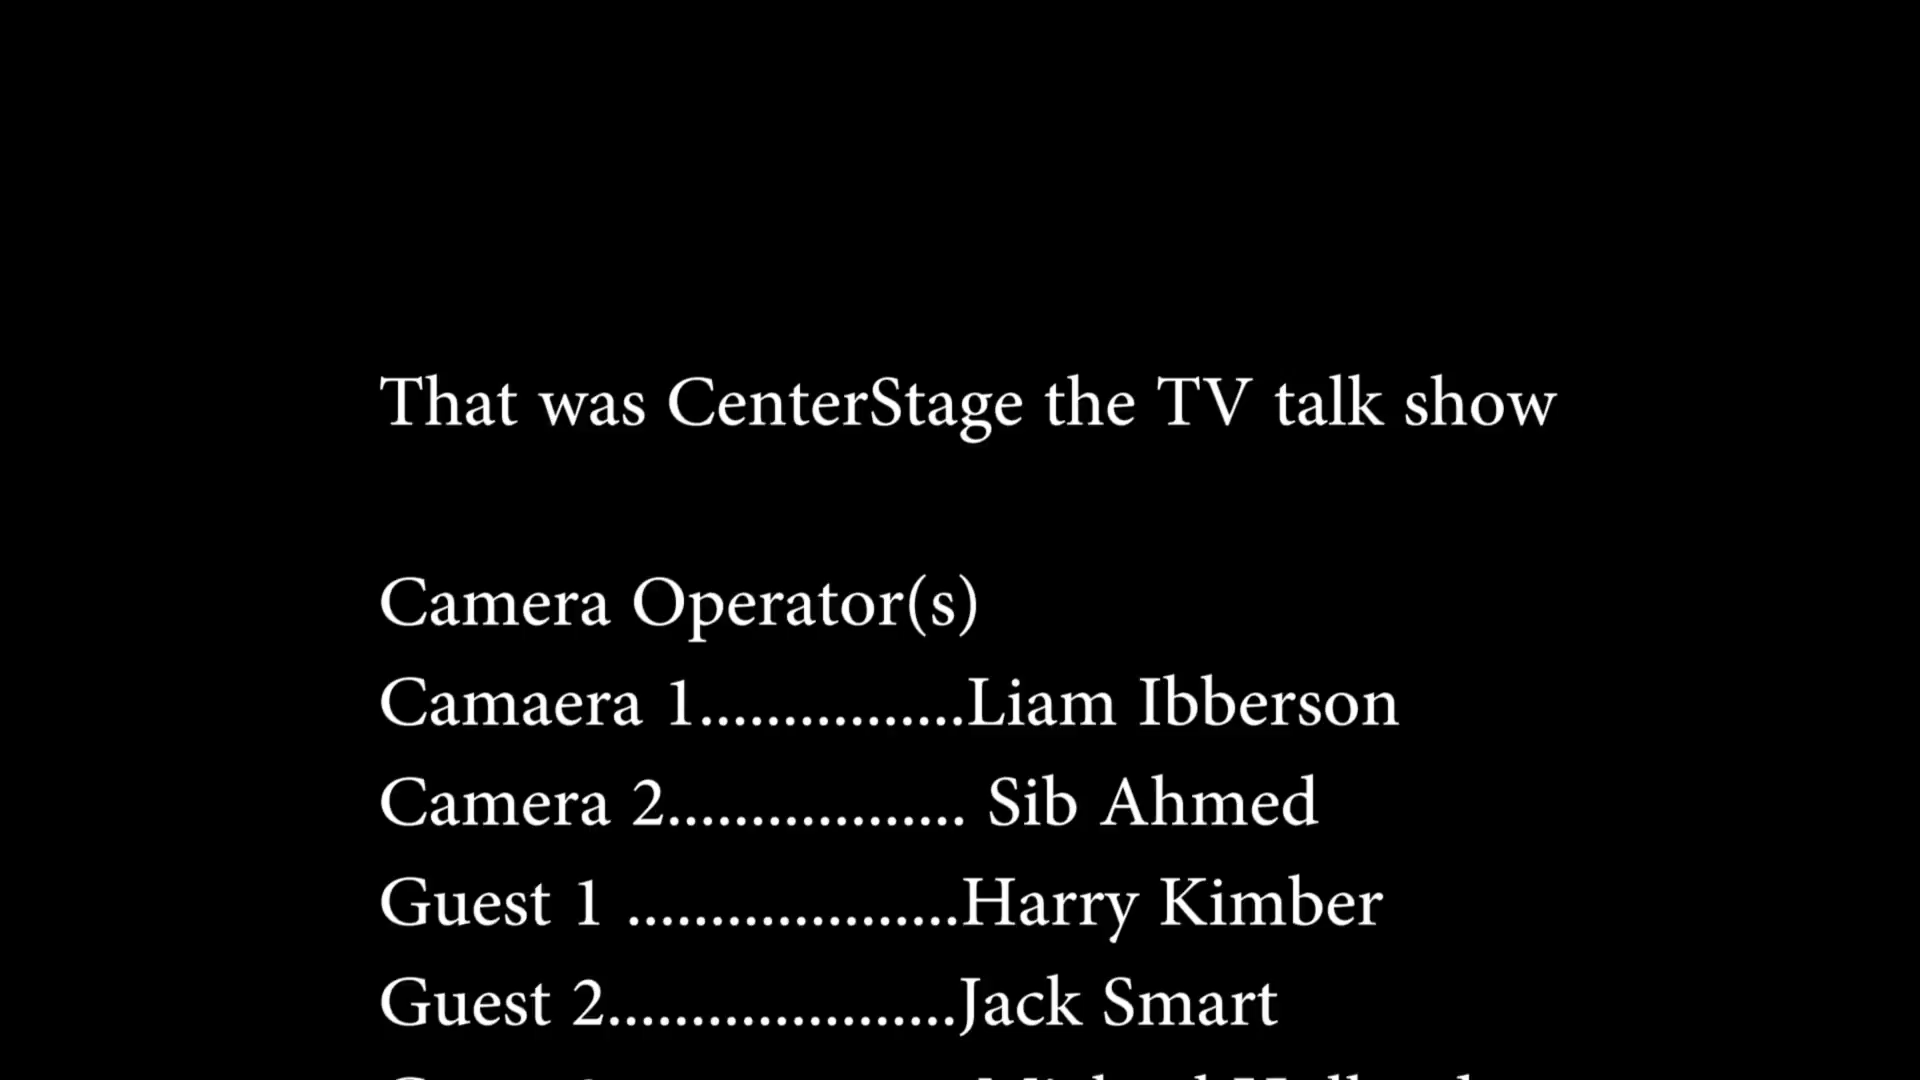 That was CenterStage the TV talk show
Camera Operator(s)
Camaera 1................Liam Ibberson
Camera 2.................. Sib Ahmed
Guest 1 ....................Harry Kimber
Guest 2.....................Jack Smart